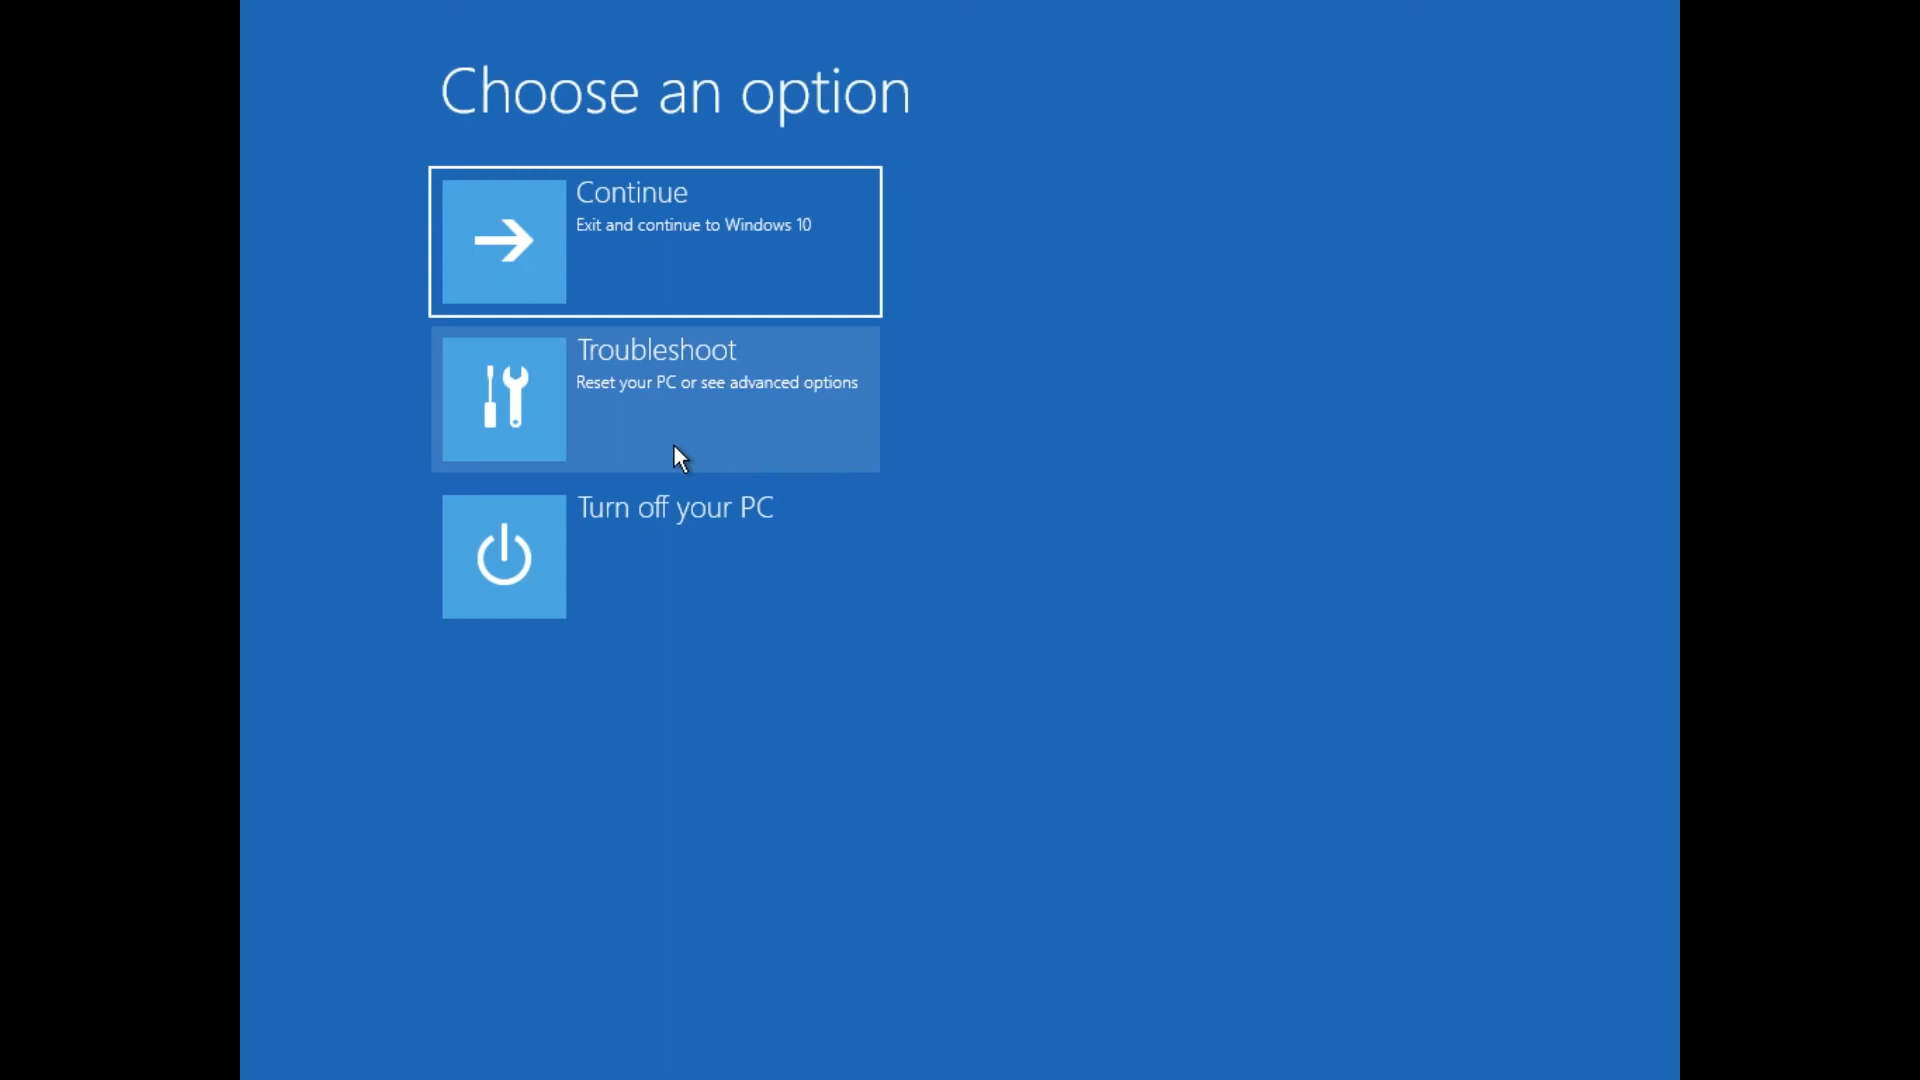 Choose an option
Continue
Exit and continue to Windows 10
Troubleshoot
Reset your PC or see advanced options
Turn off your PC